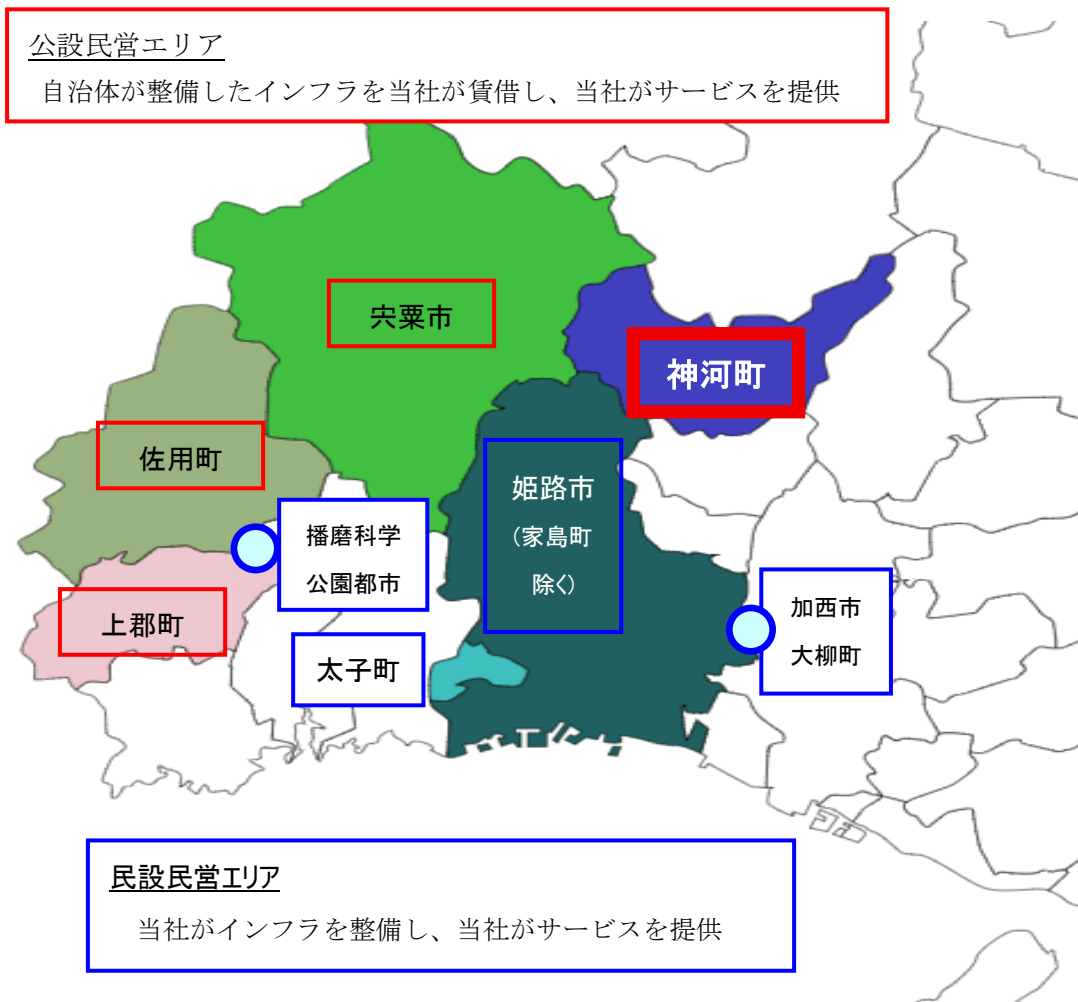 公設民営エリア
自治体が整備したインフラを当社が賃借し、当社がサービスを提供
宍粟市
神河町
佐用町
姫路市
(家島町
除く)
播磨科学
公園都市
加西市
大柳町
上郡町
太子町
民設民営エリア
当社がインフラを整備し、当社がサービスを提供